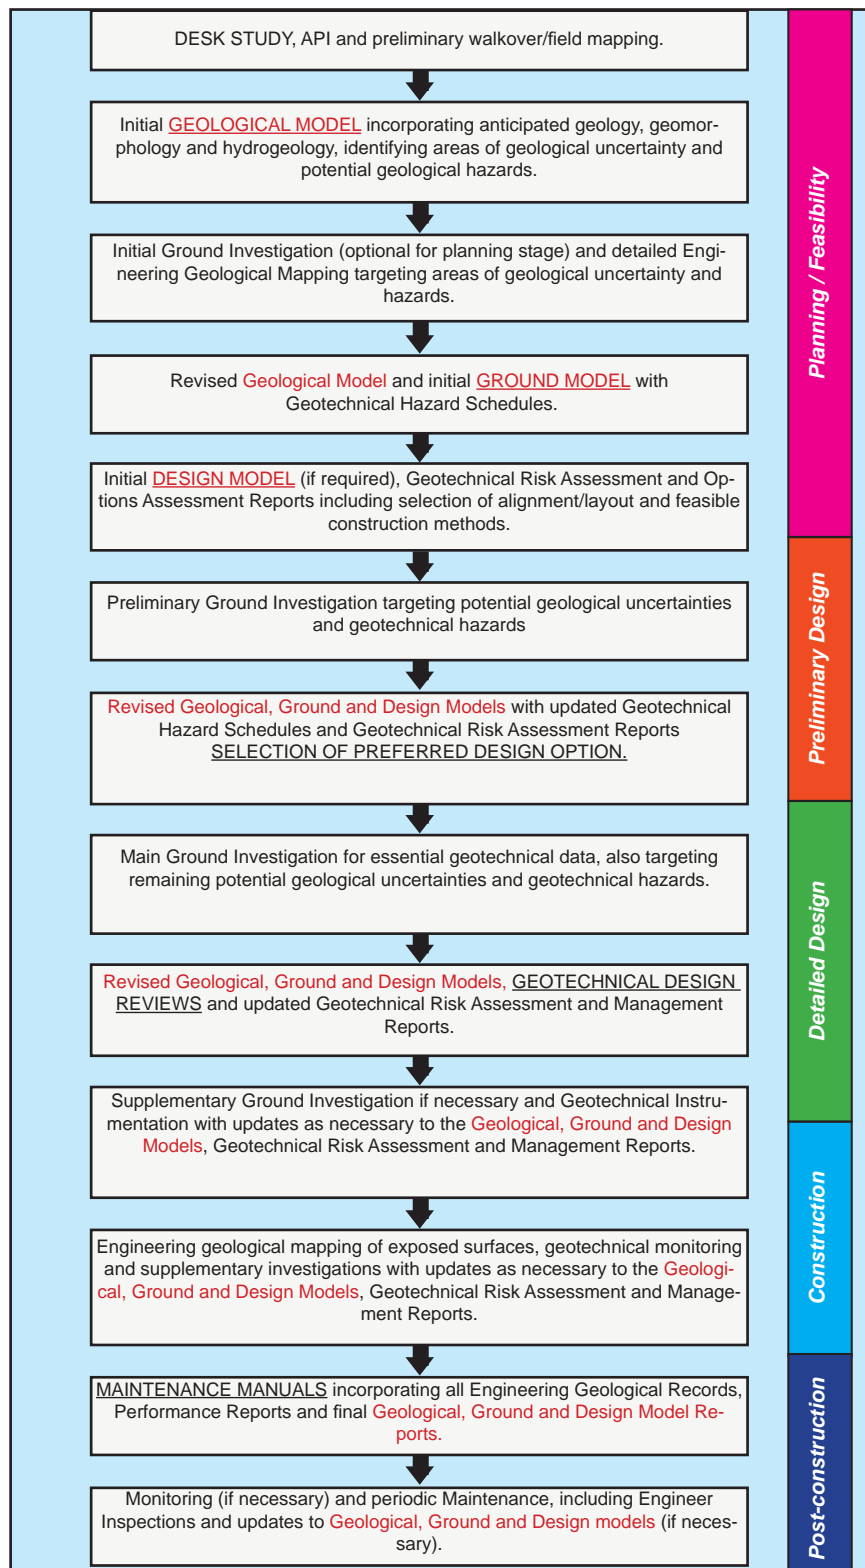 DESK STUDY, API and preliminary walkover/field mapping.
Initial GEOLOGICAL MODEL incorporating anticipated geology, geomor-
phology and hydrogeology, identifying areas of geological uncertainty and
potential geological hazards.
Initial Ground Investigation (optional for planning stage) and detailed Engi-
neering Geological Mapping targeting areas of geological uncertainty and
hazards.
Revised Geological Model and initial GROUND MODEL with
Geotechnical Hazard Schedules.
Initial DESIGN MODEL (if required), Geotechnical Risk Assessment and Op-
tions Assessment Reports including selection of alignment/layout and feasible
construction methods.
Planning / Feasibility
Preliminary Ground Investigation targeting potential geological uncertainties
and geotechnical hazards
Revised Geological, Ground and Design Models with updated Geotechnical
Hazard Schedules and Geotechnical Risk Assessment Reports
SELECTION OF PREFERRED DESIGN OPTION.
Preliminary Design
Main Ground Investigation for essential geotechnical data, also targeting
remaining potential geological uncertainties and geotechnical hazards.
Revised Geological, Ground and Design Models, GEOTECHNICAL DESIGN
REVIEWS and updated Geotechnical Risk Assessment and Management
Reports.
Detailed Design
Supplementary Ground Investigation if necessary and Geotechnical Instru-
mentation with updates as necessary to the Geological, Ground and Design
Models, Geotechnical Risk Assessment and Management Reports.
Engineering geological mapping of exposed surfaces, geotechnical monitoring
and supplementary investigations with updates as necessary to the Geologi-
cal, Ground and Design Models, Geotechnical Risk Assessment and Manage-
ment Reports.
Construction
MAINTENANCE MANUALS incorporating all Engineering Geological Records,
Performance Reports and final Geological, Ground and Design Model Re-
ports.
Monitoring (if necessary) and periodic Maintenance, including Engineer
Inspections and updates to Geological, Ground and Design models (if neces-
sary).
Post-construction